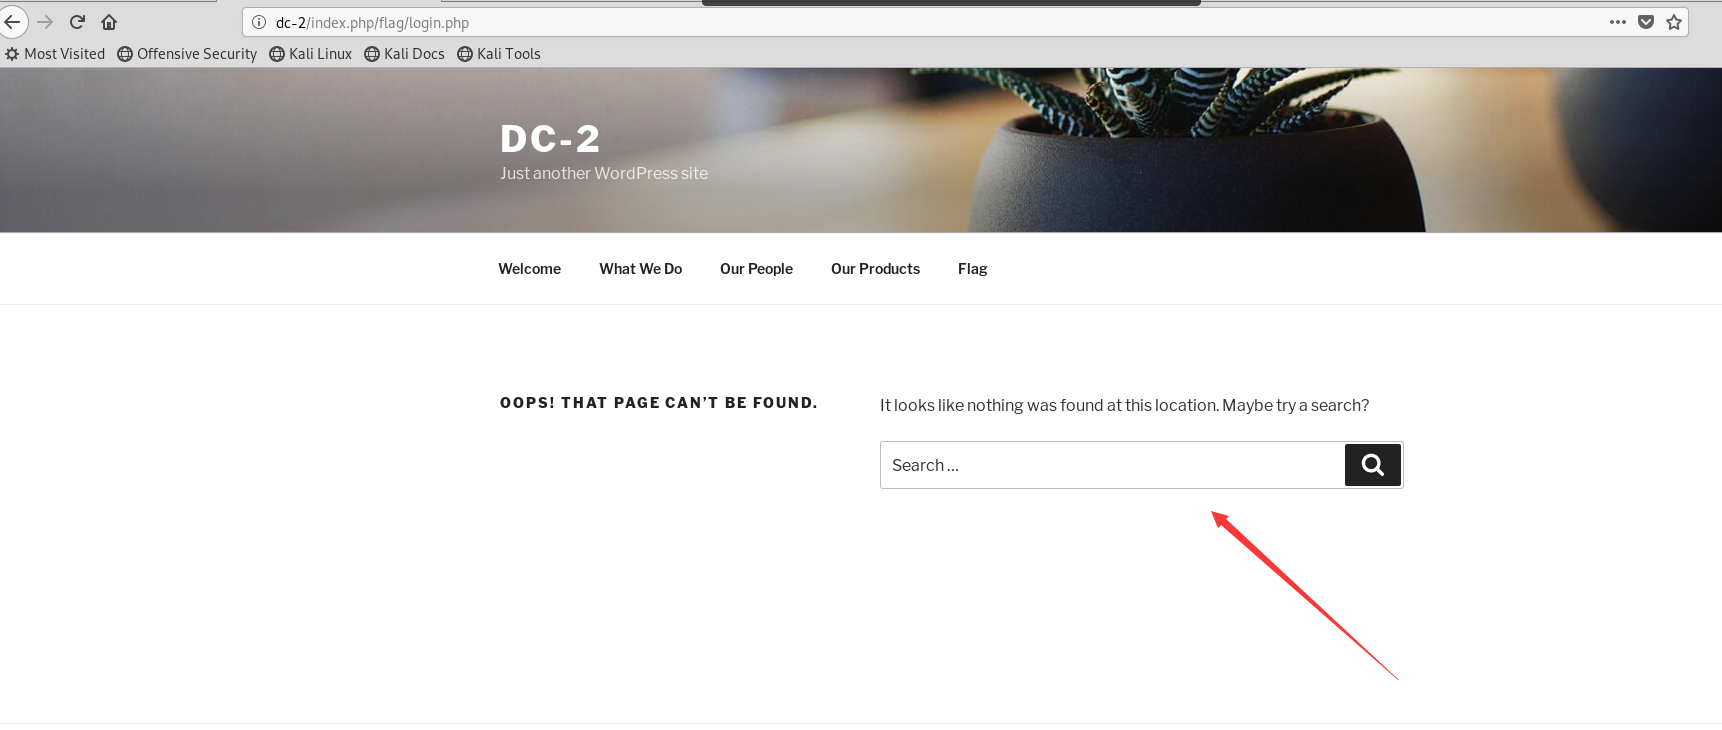 dc-2/index.php/flag/login.php
Most Visited Offensive Security Kali Linux Kali Docs Kali Tools
DC-2
Just another WordPress site
Welcome What We Do Our People Our Products Flag
OOPS! THAT PAGE CAN’T BE FOUND.
It looks like nothing was found at this location. Maybe try a search?
Search …